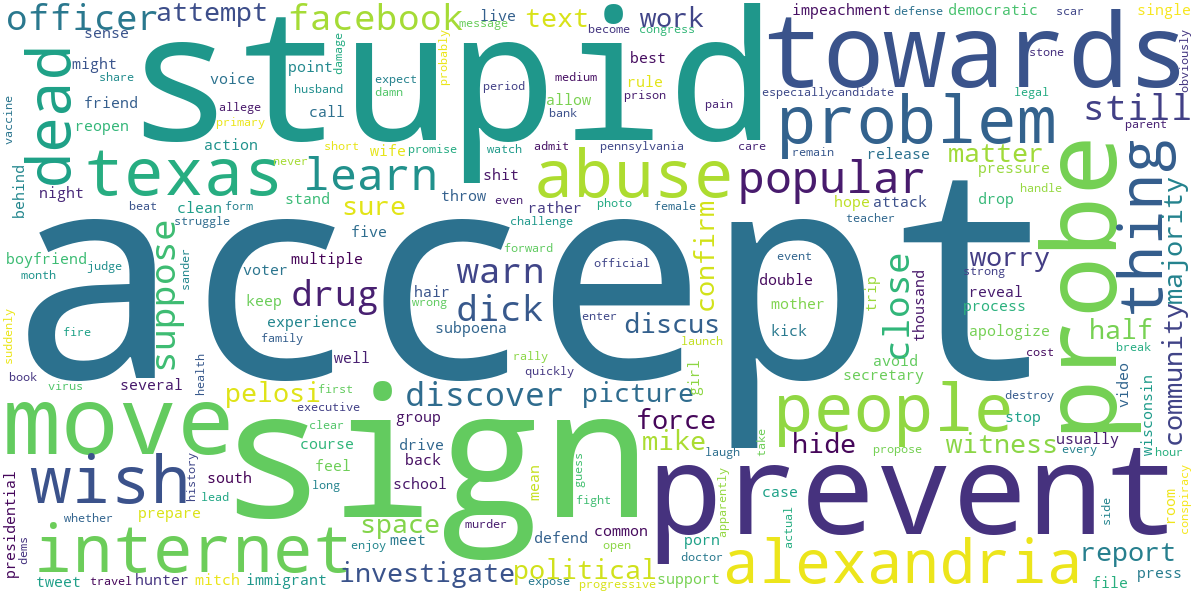 officer attempt facebook live text work impeachment defense democratic scar single
stupid towards
sense message become congress
dead might share voice point damage probably best stone obviously
husband expect damn period medium rule prison especially candidate legal
vaccine friend allege call allow bank pain problem still
reopen primary action short wife promise watch admit pennsylvania care remain release matter parent
texas learn never shit abuse popular pressure probe thing majority
behind night beat clean form stand throw even rather photo female hope attack drop handle
struggle sure five challenge confirm teacher
accept
boyfriend month judge suppose sander voter multiple warn forward official event double close worry strong
keep hair wrong dick enter discus mother trip thousand reveal process community
suddenly fire experience family subpoena launch kick apologize half
rally well quickly girl avoid cost break
book virus several health pelosi first discover picture secretary destroy video wisconsin
move sign executive clear group force people stop
course drive mike hide witness usually every
wish history feel back laugh take propose hour
presidential south long school mean guess prevent
whether lead prepare space murder fight common apparently case actual side room conspiracy
internet dems enjoy meet defend open porn doctor alexandria report
tweet travel hunter mitch immigrant investigate political expose progressive support file press